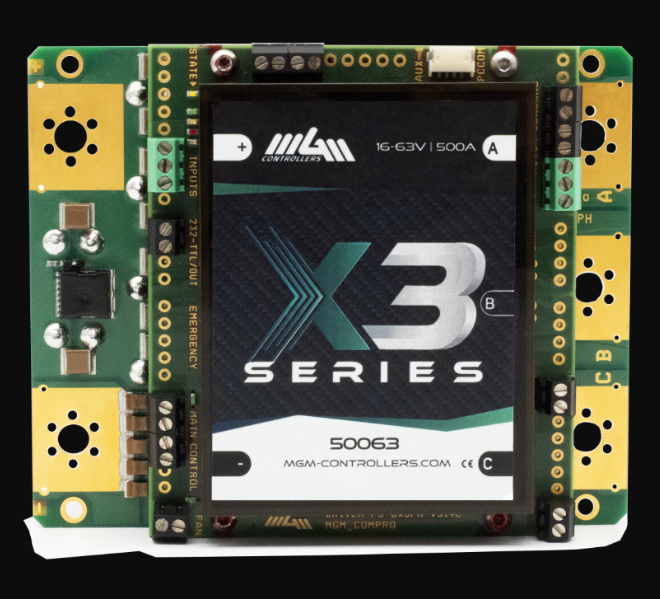 STATE
AUX-
PCCOM
+
MGM
CONTROLLERS
16-63V | 500A
A
INPUTS
A
PH
232-TTL/OUT
X3
B
SERIES
EMERGENCY
B
C
MAIN CONTROL
50063
-
MGM-CONTROLLERS.COM CE
C
FAN
MGM
MGM_COMPRO